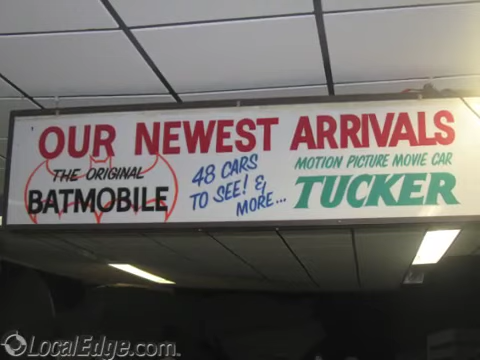 OUR NEWEST ARRIVALS
THE ORIGINAL
BATMOBILE
48 CARS
TO SEE! &
MORE...
MOTION PICTURE MOVIE CAR
TUCKER
LocalEdge.com